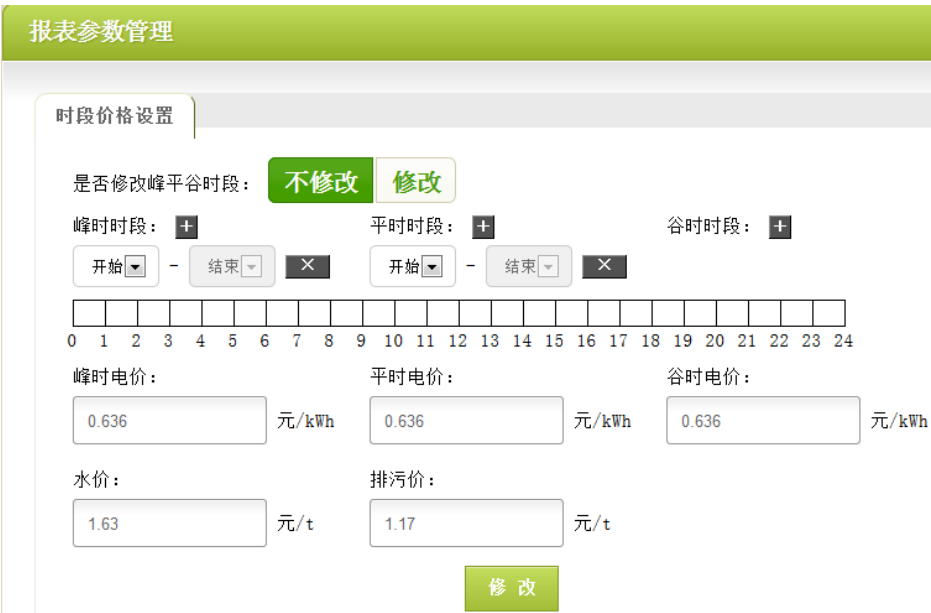 报表参数管理
时段价格设置
是否修改峰平谷时段: 不修改 修改
峰时时段: + 平时时段: + 谷时时段: +
开始 - 结束 × 开始 - 结束 ×
0 1 2 3 4 5 6 7 8 9 10 11 12 13 14 15 16 17 18 19 20 21 22 23 24
峰时电价: 平时电价: 谷时电价:
0.636 元/kWh 0.636 元/kWh 0.636 元/kWh
水价: 排污价:
1.63 元/t 1.17 元/t
修 改